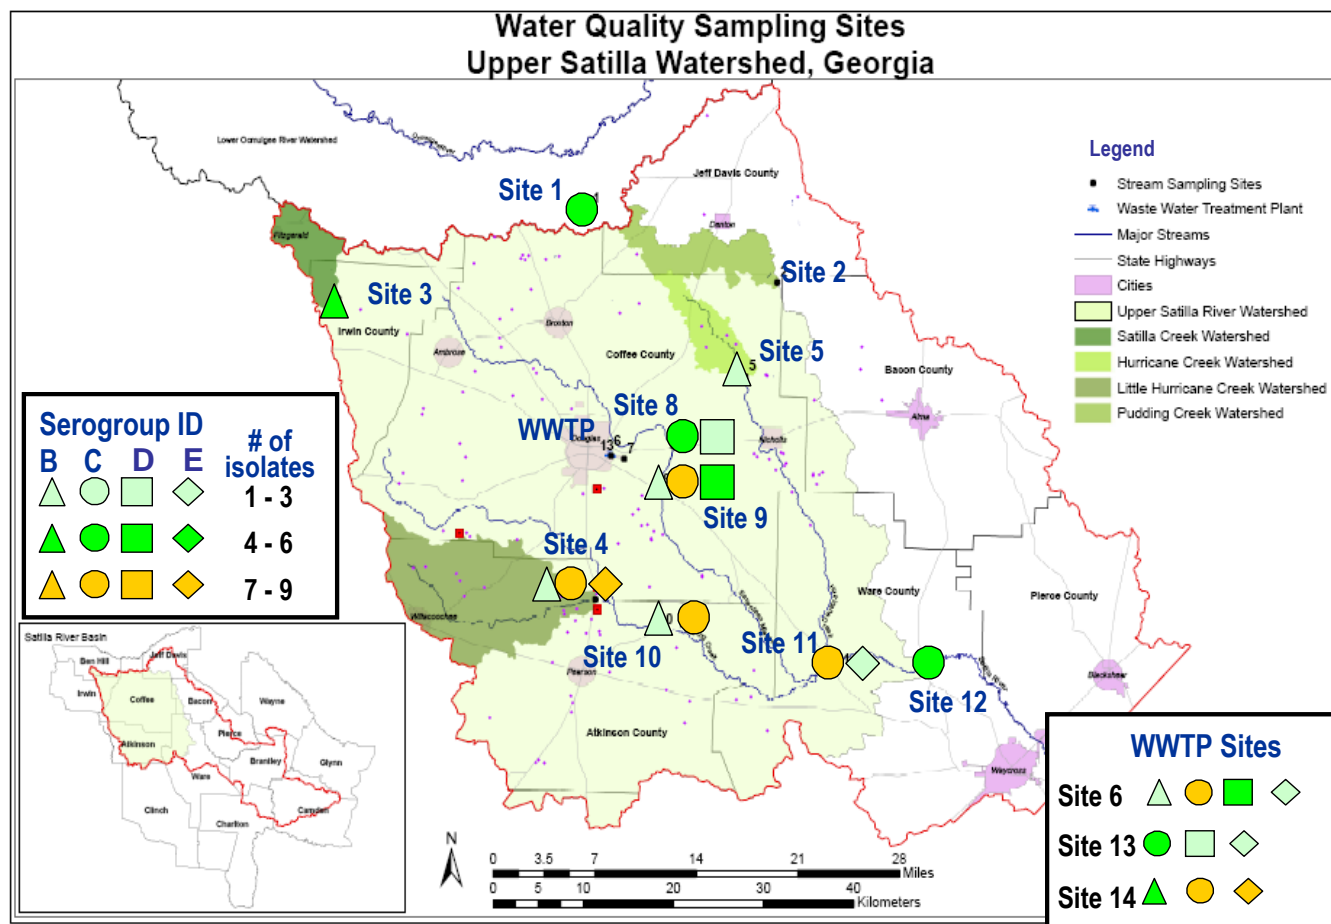 Water Quality Sampling Sites
Upper Satilla Watershed, Georgia
Lower Ocmulgee River Watershed
Jeff Davis County
Site 1
1
Denton
Fitzgerald
Site 2
Site 3
Irwin County
Broxton
Ambrose
Coffee County
Site 5
5
Bacon County
Alma
Site 8
WWTP
Douglas
13 6
7
Nicholls
Site 9
Site 4
Willacoochee
Ware County
Pierce County
Site 10
Pearson
Site 11
Site 12
Blackshear
Atkinson County
Waycross
Legend
Stream Sampling Sites
Waste Water Treatment Plant
Major Streams
State Highways
Cities
Upper Satilla River Watershed
Satilla Creek Watershed
Hurricane Creek Watershed
Little Hurricane Creek Watershed
Pudding Creek Watershed
Serogroup ID
# of
isolates
B C D E
1 - 3
4 - 6
7 - 9
Satilla River Basin
Ben Hill
Jeff Davis
Irwin
Coffee
Bacon
Wayne
Atkinson
Pierce
Brantley
Glynn
Ware
Clinch
Charlton
Camden
N
0 3.5 7 14 21 28
Miles
0 5 10 20 30 40
Kilometers
WWTP Sites
Site 6
Site 13
Site 14